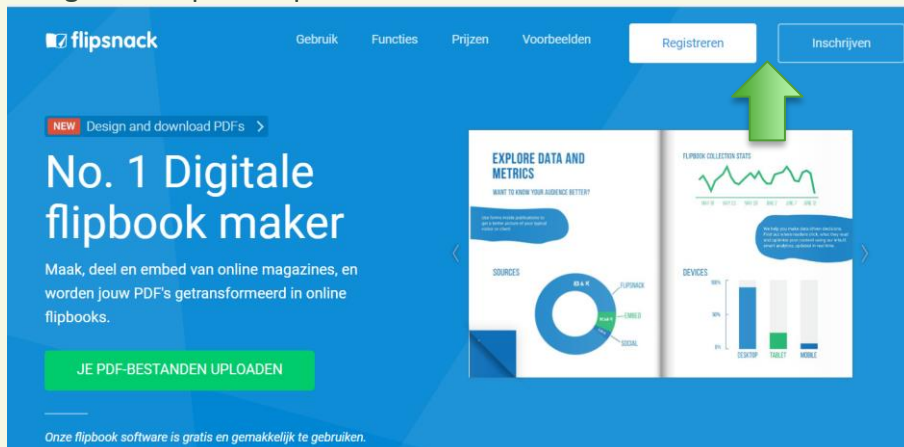 flipsnack
Gebruik Functies Prijzen Voorbeelden Registreren Inschrijven
NEW Design and download PDFs >
No. 1 Digitale
flipbook maker
Maak, deel en embed van online magazines, en
worden jouw PDF's getransformeerd in online
flipbooks.
JE PDF-BESTANDEN UPLOADEN
Onze flipbook software is gratis en gemakkelijk te gebruiken.
EXPLORE DATA AND
METRICS
WANT TO KNOW YOUR AUDIENCE BETTER?
SOURCES
FLIPSNACK
EMBED
SOCIAL
FLIPBOOK COLLECTION STATS
DEVICES
100%
50%
0%
DESKTOP TABLET MOBILE